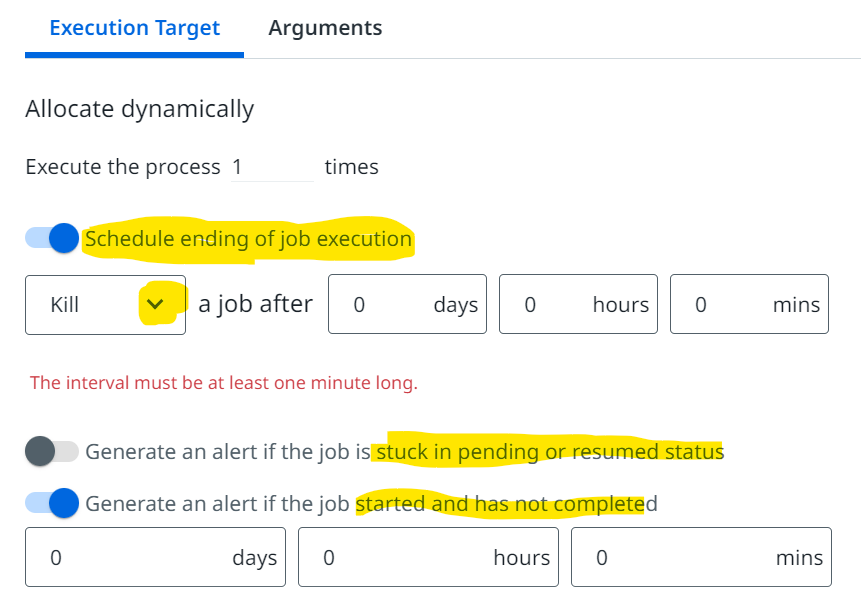 Execution Target Arguments
Allocate dynamically
Execute the process 1 times
Schedule ending of job execution
Kill a job after 0 days 0 hours 0 mins
The interval must be at least one minute long.
Generate an alert if the job is stuck in pending or resumed status
Generate an alert if the job started and has not completed
0 days 0 hours 0 mins